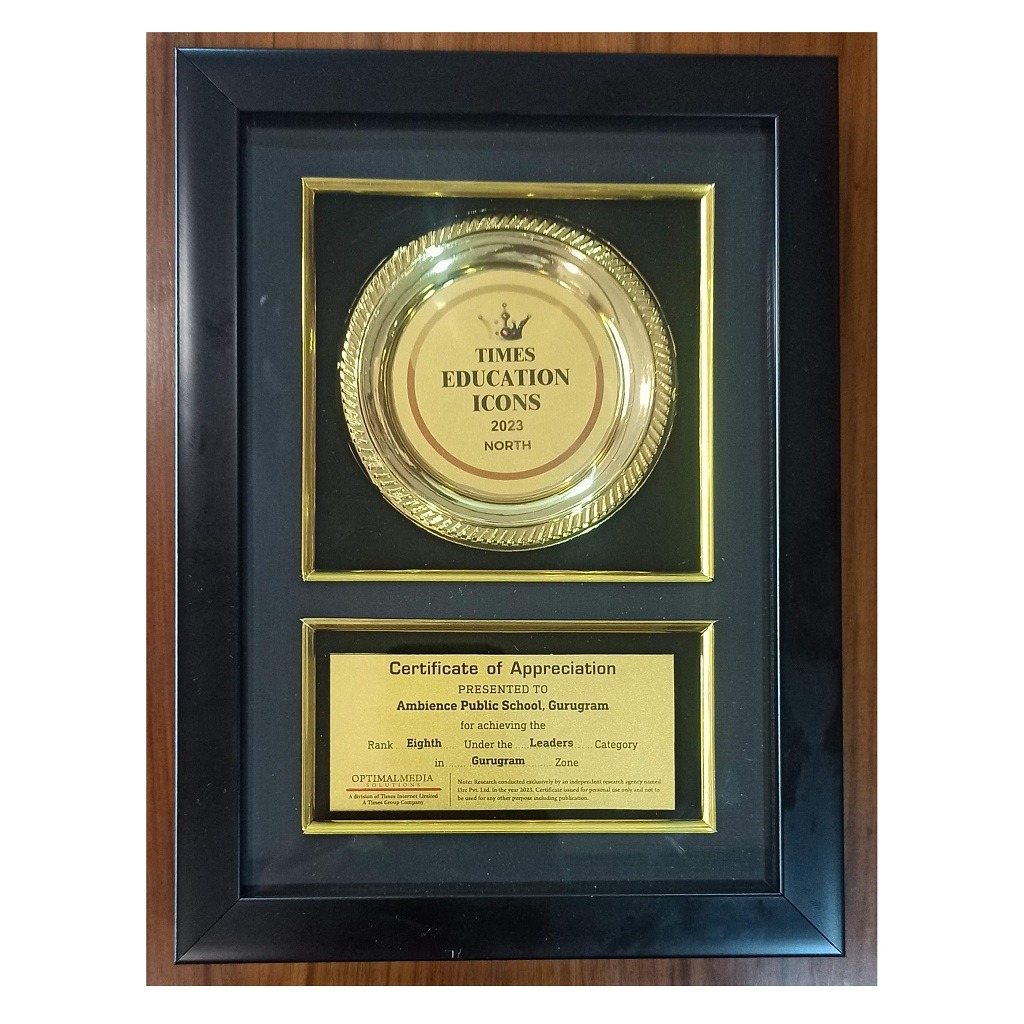 TIMES
EDUCATION
ICONS
2023
NORTH
Certificate of Appreciation
PRESENTED TO
Ambience Public School, Gurugram
for achieving the
Rank Eighth Under the Leaders Category
in Gurugram Zone
OPTIMALMEDIA
SOLUTIONS
A division of Times Internet Limited
A Times Group Company
Note: Research conducted exclusively by an independent research agency named
Pvt. Ltd. in the year 2023, Certificate issued for personal use only and not to
be used for any other purpose including publication.